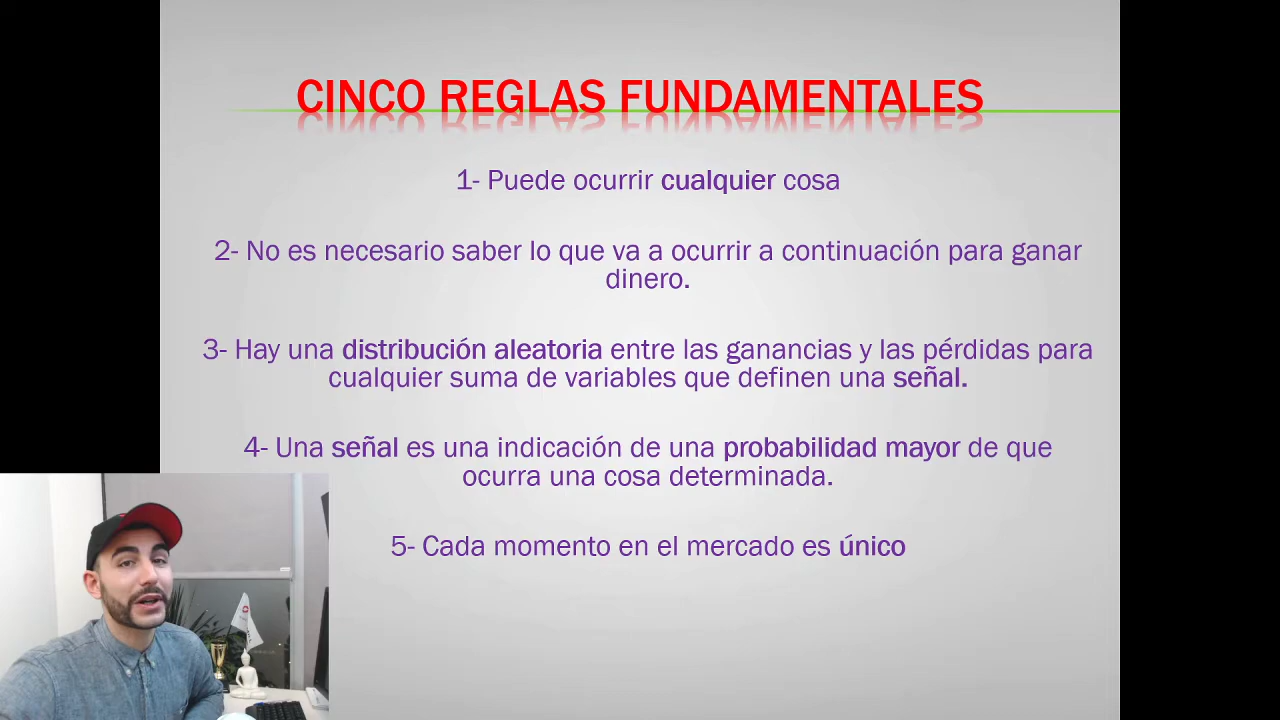 CINCO REGLAS FUNDAMENTALES
1- Puede ocurrir cualquier cosa
2- No es necesario saber lo que va a ocurrir a continuación para ganar
dinero.
3- Hay una distribución aleatoria entre las ganancias y las pérdidas para
cualquier suma de variables que definen una señal.
4- Una señal es una indicación de una probabilidad mayor de que
ocurra una cosa determinada.
5- Cada momento en el mercado es único